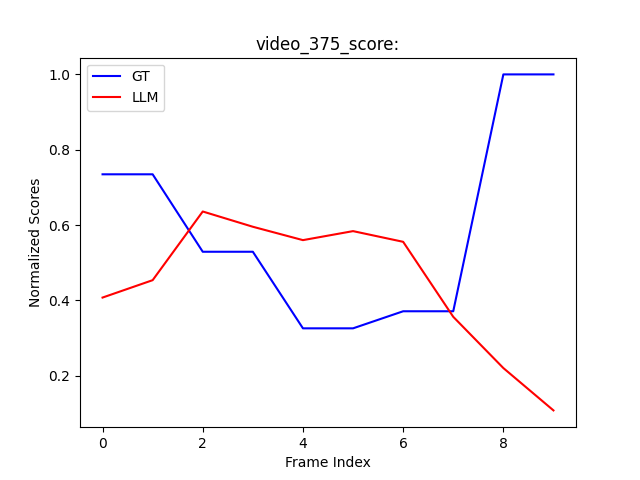 video_375_score:
GT
LLM
Normalized Scores
1.0
0.8
0.6
0.4
0.2
0 2 4 6 8
Frame Index